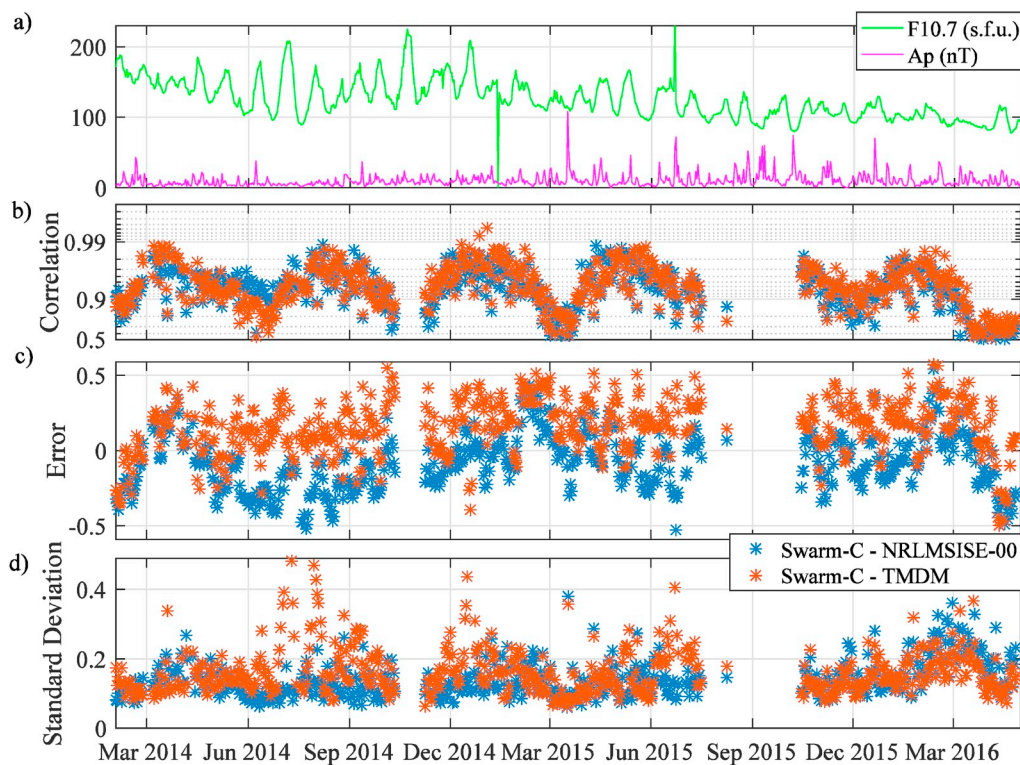 a)
F10.7 (s.f.u.)
Ap (nT)
200
100
0
b)
Correlation
0.99
0.9
0.5
c)
Error
0.5
0
-0.5
Swarm-C - NRLMSISE-00
Swarm-C - TMDM
d)
Standard Deviation
0.4
0.2
0
Mar 2014 Jun 2014 Sep 2014 Dec 2014 Mar 2015 Jun 2015 Sep 2015 Dec 2015 Mar 2016